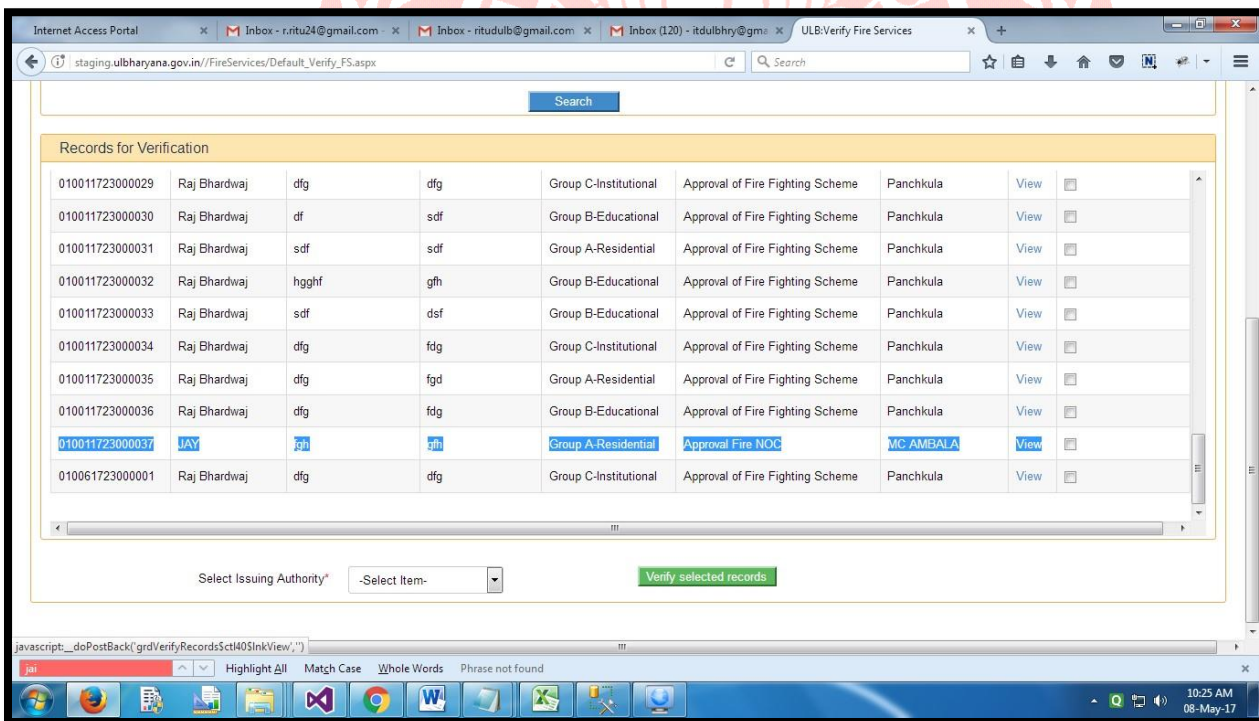 Internet Access Portal × Inbox - r.ritu24@gmail.com - × Inbox - ritudulb@gmail.com × Inbox (120) - itdulbhry@gma × ULB:Verify Fire Services × +
staging.ulbharyana.gov.in//FireServices/Default_Verify_FS.aspx Search
Search
Records for Verification
010011723000029 Raj Bhardwaj dfg dfg Group C-Institutional Approval of Fire Fighting Scheme Panchkula View
010011723000030 Raj Bhardwaj df sdf Group B-Educational Approval of Fire Fighting Scheme Panchkula View
010011723000031 Raj Bhardwaj sdf sdf Group A-Residential Approval of Fire Fighting Scheme Panchkula View
010011723000032 Raj Bhardwaj hgghf gfh Group B-Educational Approval of Fire Fighting Scheme Panchkula View
010011723000033 Raj Bhardwaj sdf dsf Group B-Educational Approval of Fire Fighting Scheme Panchkula View
010011723000034 Raj Bhardwaj dfg fdg Group C-Institutional Approval of Fire Fighting Scheme Panchkula View
010011723000035 Raj Bhardwaj dfg fgd Group A-Residential Approval of Fire Fighting Scheme Panchkula View
010011723000036 Raj Bhardwaj dfg fdg Group B-Educational Approval of Fire Fighting Scheme Panchkula View
010011723000037 JAY fgh gfh Group A-Residential Approval Fire NOC MC AMBALA View
010061723000001 Raj Bhardwaj dfg dfg Group C-Institutional Approval of Fire Fighting Scheme Panchkula View
Select Issuing Authority* -Select Item- Verify selected records
javascript:__doPostBack('grdVerifyRecords$ctl40$lnkView','')
jai Highlight All Match Case Whole Words Phrase not found
10:25 AM
08-May-17